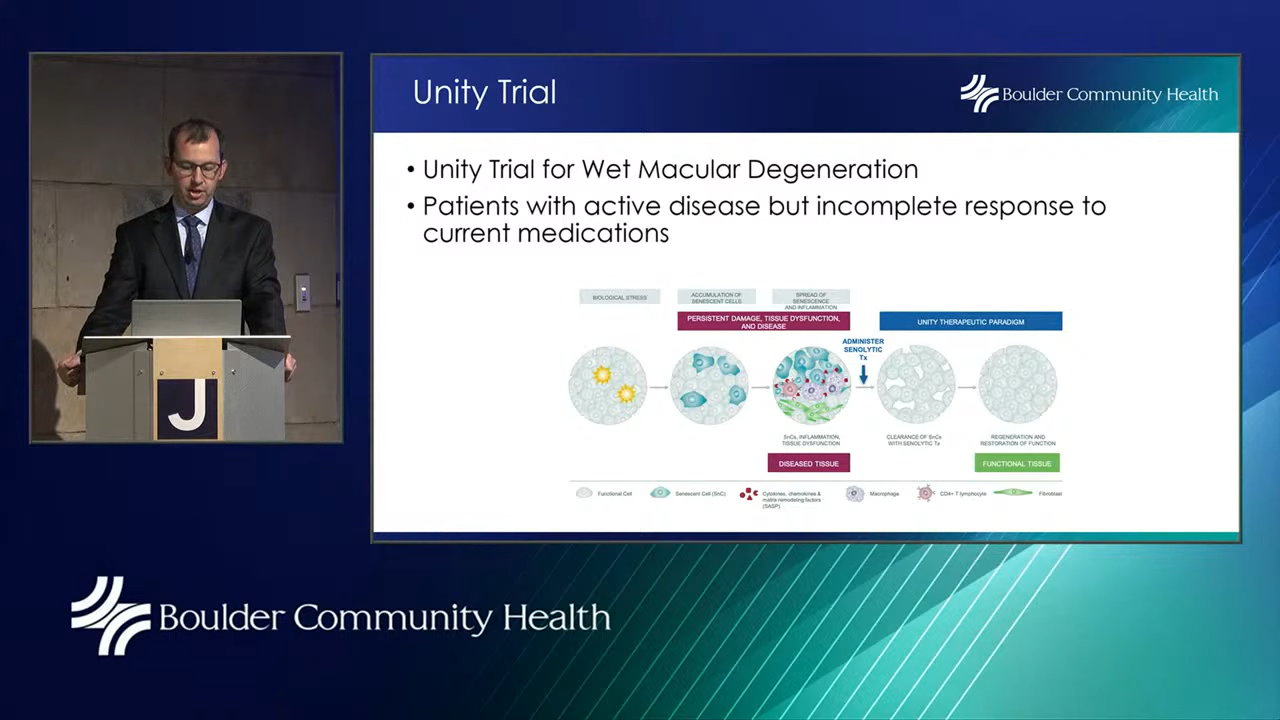 Unity Trial
Boulder Community Health
• Unity Trial for Wet Macular Degeneration
• Patients with active disease but incomplete response to
current medications
BIOLOGICAL STRESS
ACCUMULATION OF
SENESCENT CELLS
SPREAD OF
SENESCENCE
AND INFLAMMATION
PERSISTENT DAMAGE, TISSUE DYSFUNCTION,
AND DISEASE
UNITY THERAPEUTIC PARADIGM
ADMINISTER
SENOLYTIC
Tx
SnCs, INFLAMMATION,
TISSUE DYSFUNCTION
CLEARANCE OF SnCs
WITH SENOLYTIC Tx
REGENERATION AND
RESTORATION OF FUNCTION
DISEASED TISSUE
FUNCTIONAL TISSUE
Functional Cell
Senescent Cell (SnC)
Cytokines, chemokines &
matrix remodeling factors
(SASP)
Macrophage
CD4+ T lymphocyte
Fibroblast
J
Boulder Community Health